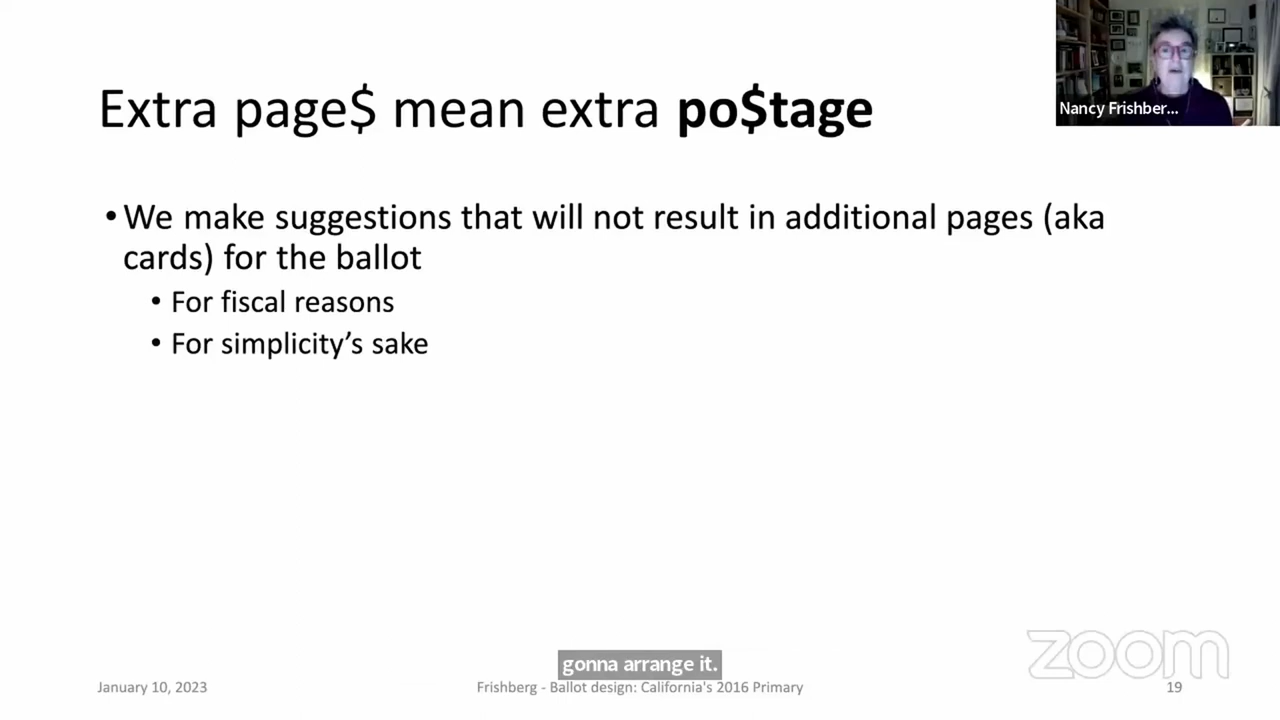 Nancy Frishber...
Extra page$ mean extra po$tage
• We make suggestions that will not result in additional pages (aka
cards) for the ballot
• For fiscal reasons
• For simplicity’s sake
gonna arrange it.
zoom
January 10, 2023
Frishberg - Ballot design: California's 2016 Primary
19